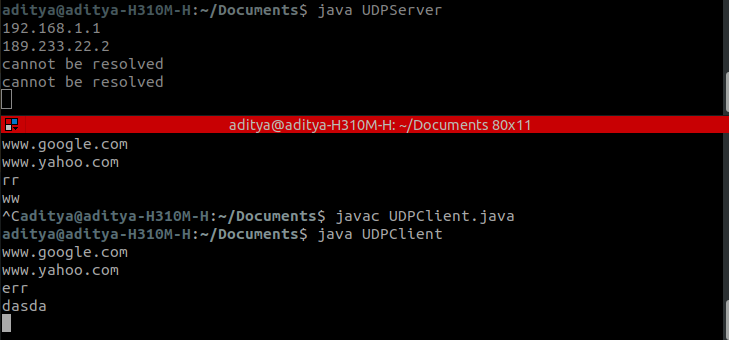 aditya@aditya-H310M-H:~/Documents$ java UDPServer
192.168.1.1
189.233.22.2
cannot be resolved
cannot be resolved
aditya@aditya-H310M-H: ~/Documents 80x11
www.google.com
www.yahoo.com
rr
ww
^Caditya@aditya-H310M-H:~/Documents$ javac UDPClient.java
aditya@aditya-H310M-H:~/Documents$ java UDPClient
www.google.com
www.yahoo.com
err
dasda